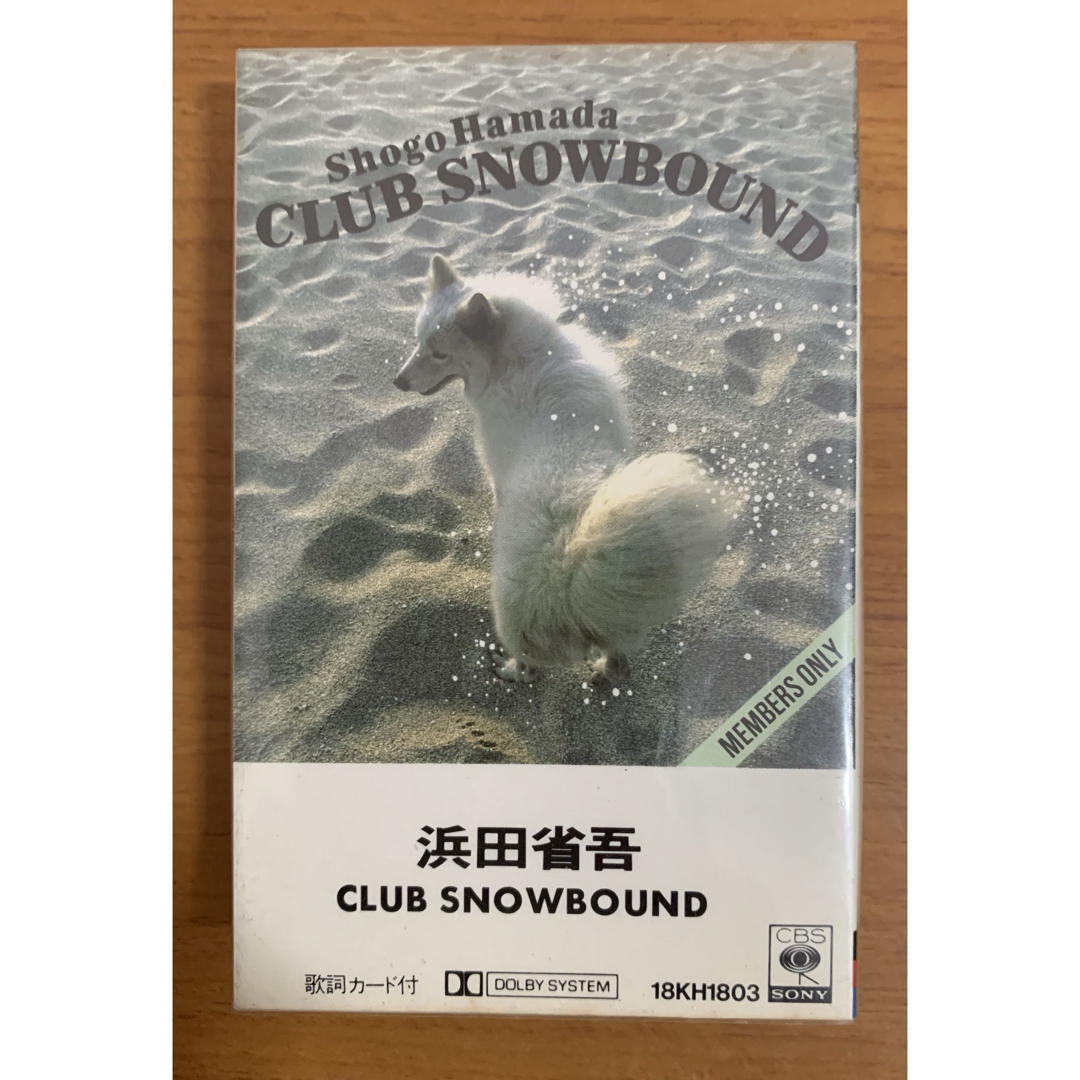 Shogo Hamada
CLUB SNOWBOUND
MEMBERS ONLY
浜田省吾
CLUB SNOWBOUND
歌詞カード付
DOLBY SYSTEM
18KH1803
CBS
SONY